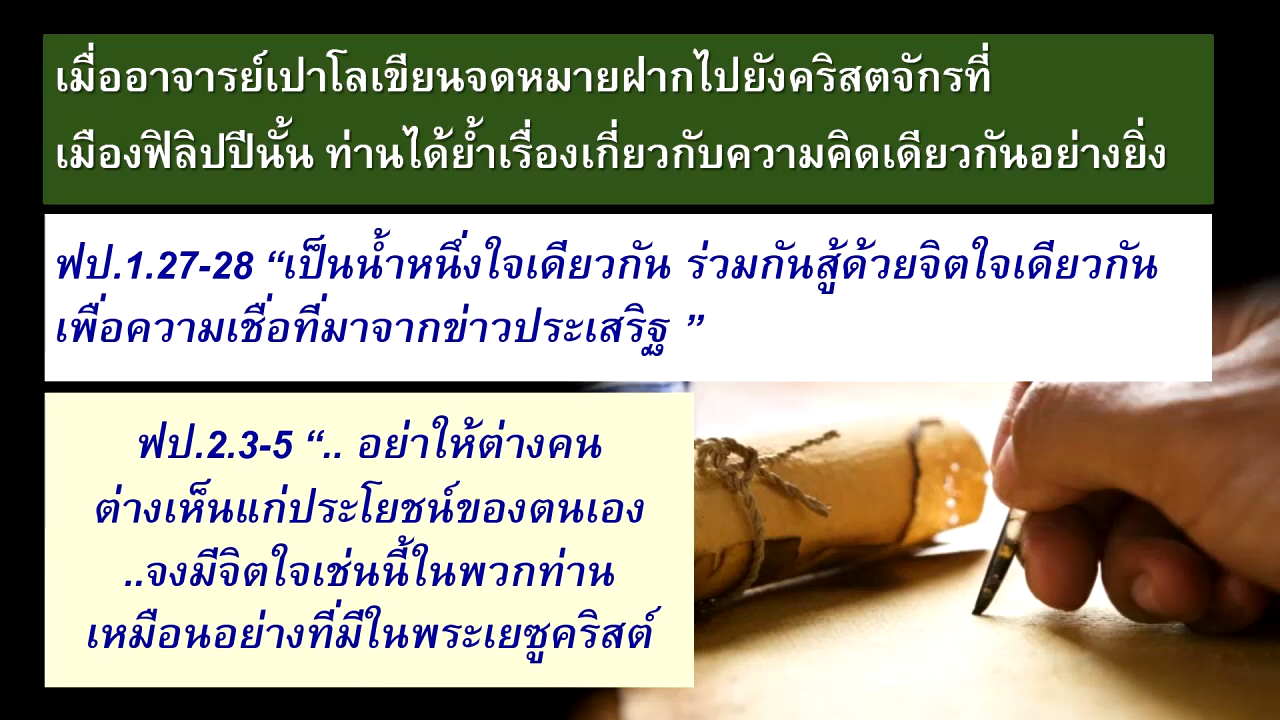 เมื่ออาจารย์เปาโลเขียนจดหมายฝากไปยังคริสตจักรที่
เมืองฟิลิปปีนั้น ท่านได้ย้ำเรื่องเกี่ยวกับความคิดเดียวกันอย่างยิ่ง
ฟป.1.27-28 “เป็นน้ำหนึ่งใจเดียวกัน ร่วมกันสู้ด้วยจิตใจเดียวกัน
เพื่อความเชื่อที่มาจากข่าวประเสริฐ ”
ฟป.2.3-5 “.. อย่าให้ต่างคน
ต่างเห็นแก่ประโยชน์ของตนเอง
..จงมีจิตใจเช่นนี้ในพวกท่าน
เหมือนอย่างที่มีในพระเยซูคริสต์